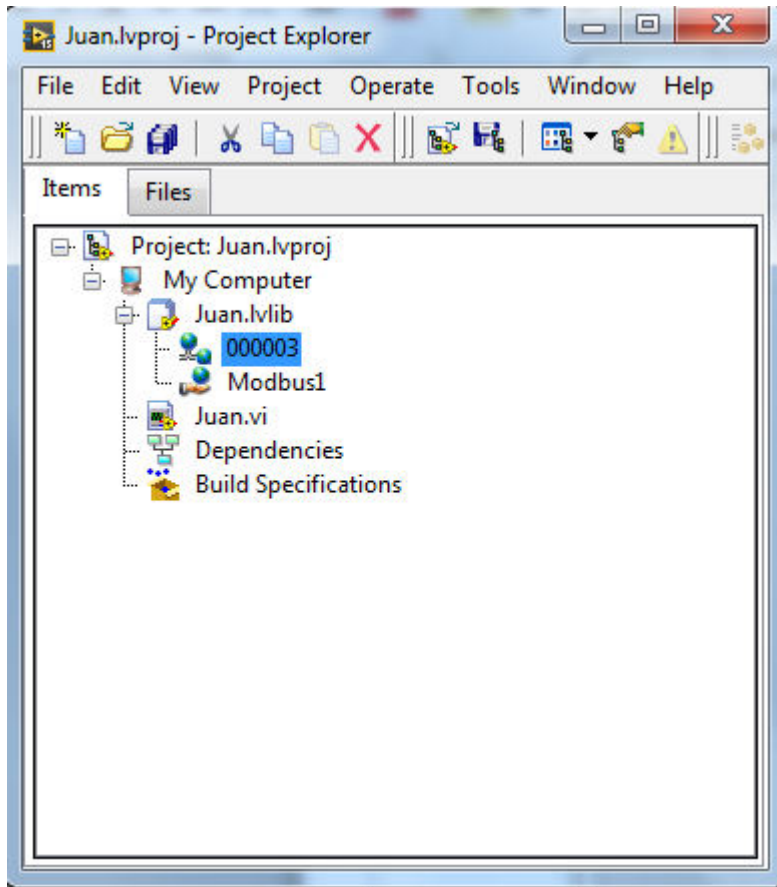 Juan.lvproj - Project Explorer
File Edit View Project Operate Tools Window Help
Items Files
Project: Juan.lvproj
My Computer
Juan.lvlib
000003
Modbus1
Juan.vi
Dependencies
Build Specifications